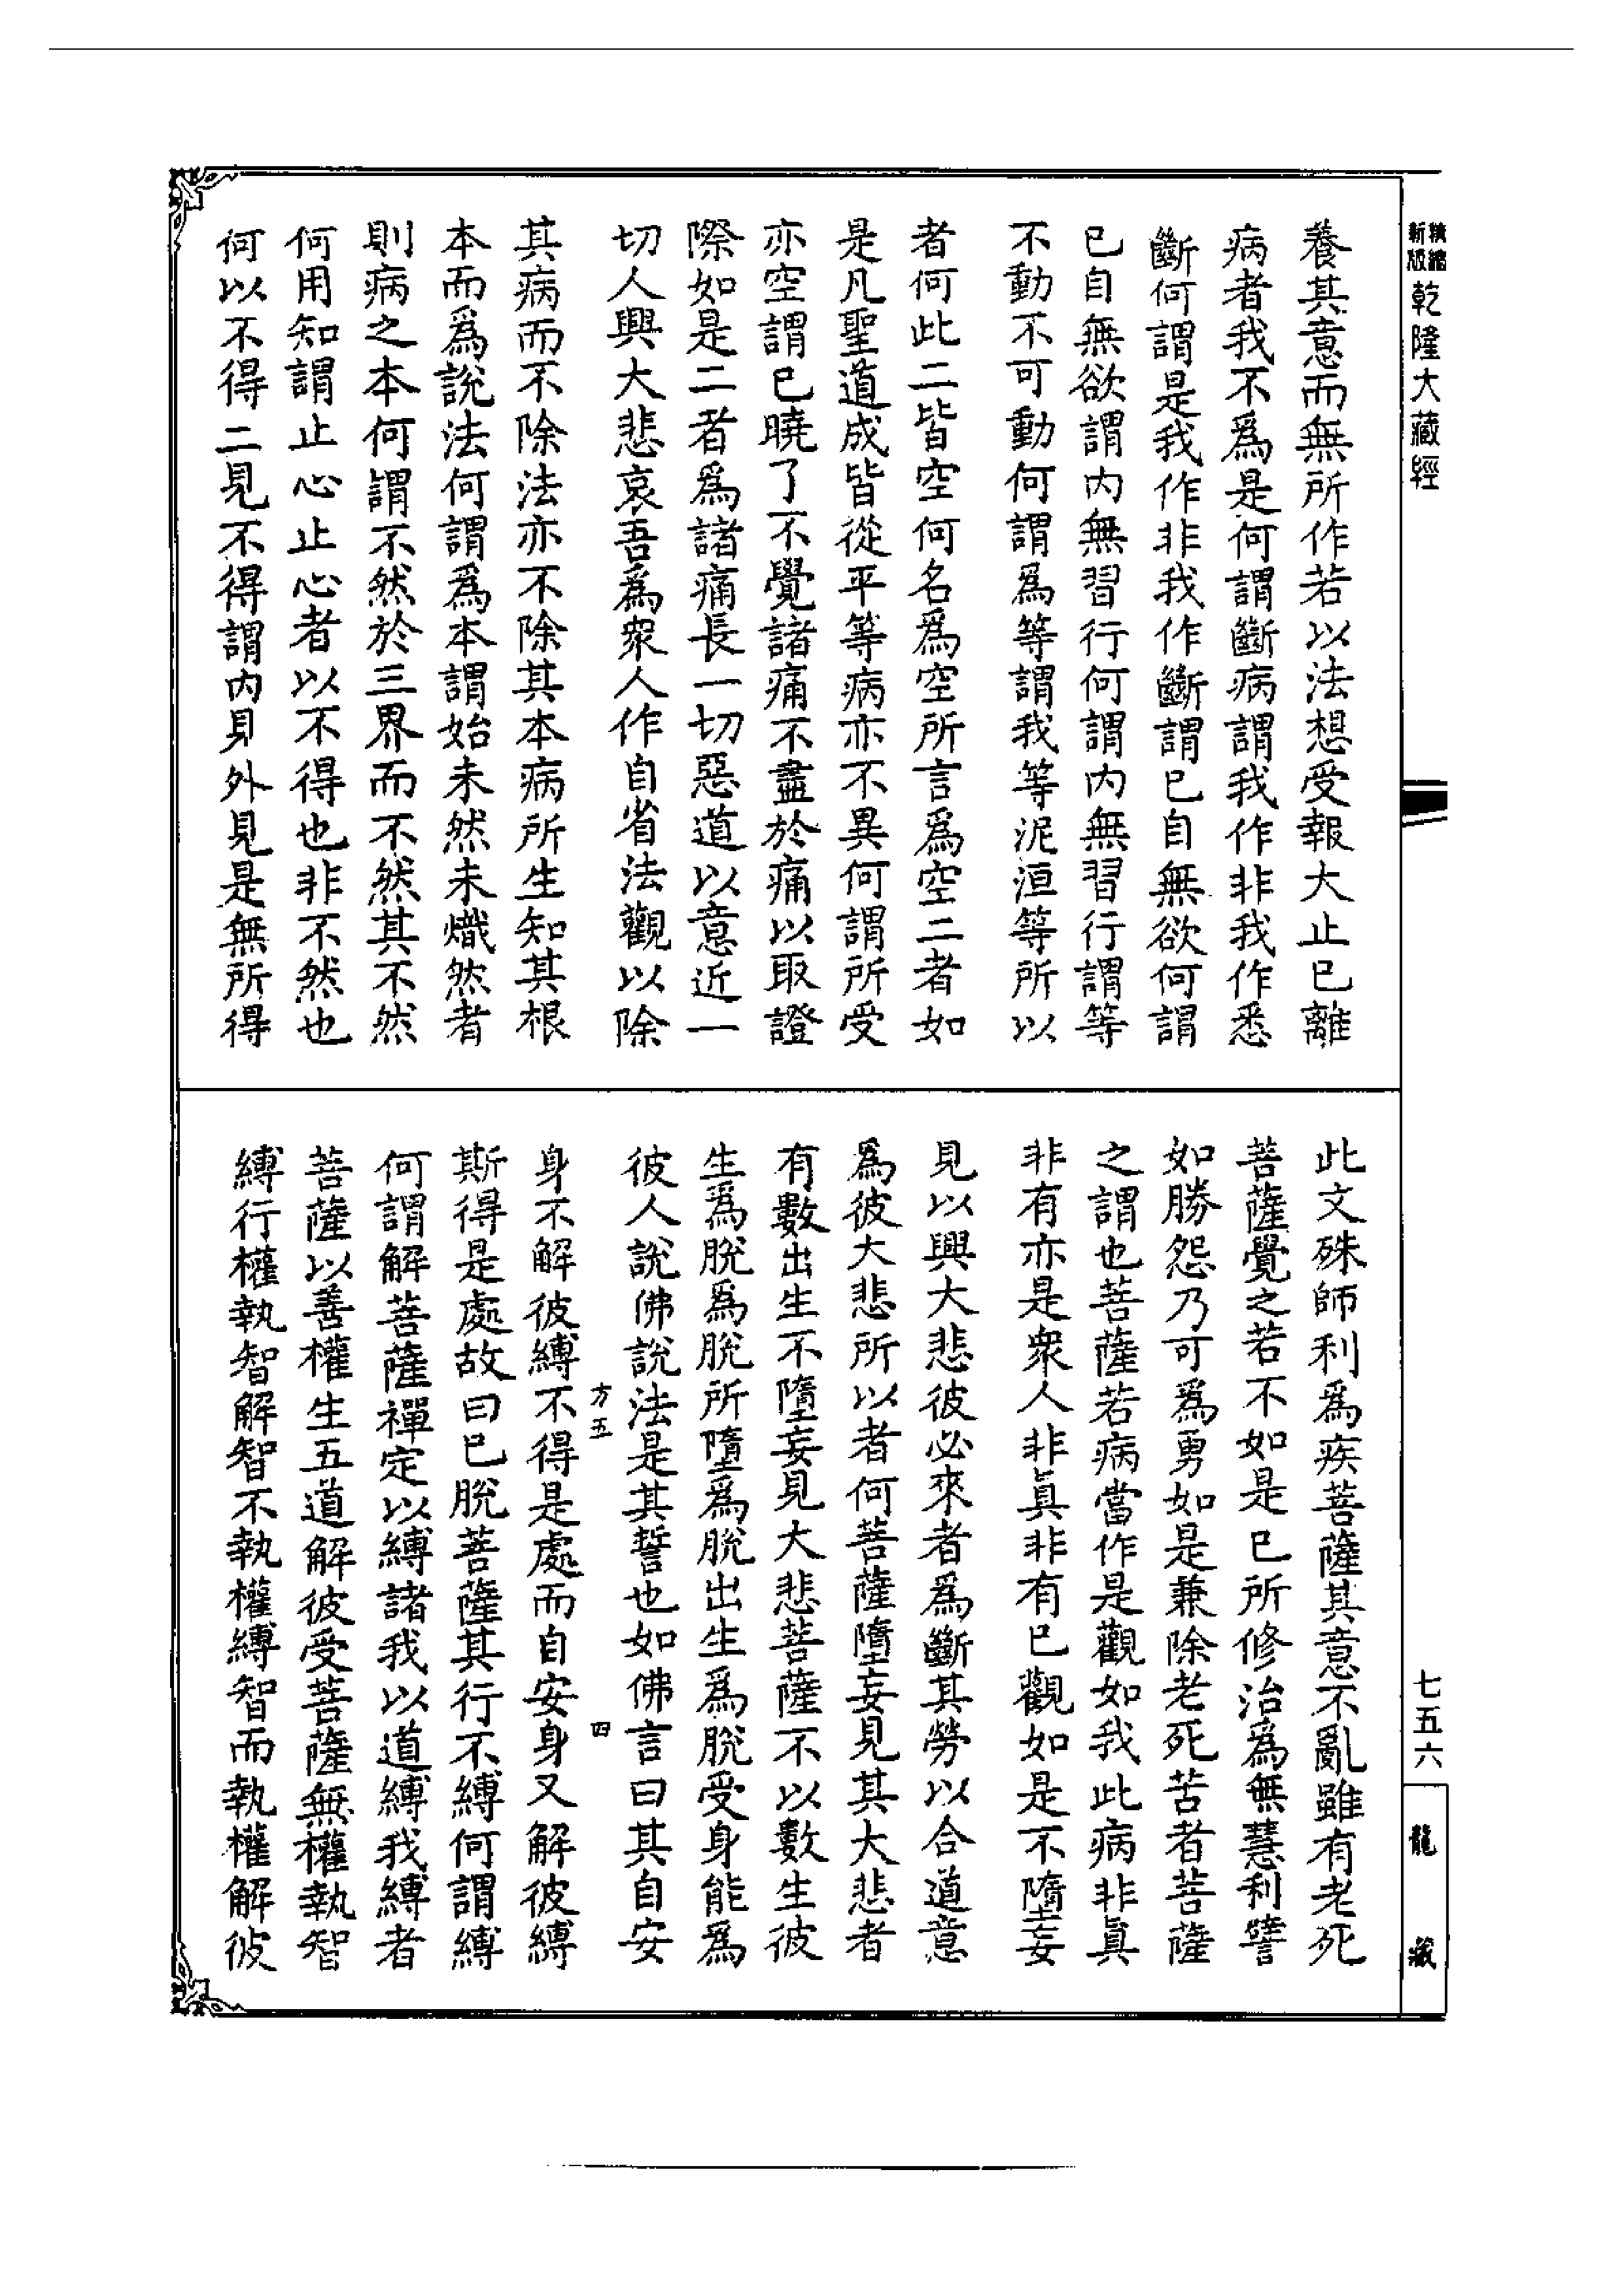 新版
精縮
乾隆大藏經
養其意而無所作若以法想受報大止已離
病者我不爲是何謂斷病謂我作非我作悉
斷何謂是我作非我作斷謂已自無欲何謂
已自無欲謂內無習行何謂內無習行謂等
不動不可動何謂爲等謂我等泥洹等所以
者何此二皆空何名爲空所言爲空二者如
是凡聖道成皆從平等病亦不異何謂所受
亦空謂已曉了不覺諸痛不盡於痛以取證
際如是二者爲諸痛長一切惡道以意近一
切人興大悲哀吾爲眾人作自省法觀以除
其病而不除法亦不除其本病所生知其根
本而爲說法何謂爲本謂始未然未熾然者
則病之本何謂不然於三界而不然其不然
何用知謂止心止心者以不得也非不然也
何以不得二見不得謂內見外見是無所得
此文殊師利爲疾菩薩其意不亂雖有老死
菩薩覺之若不如是已所修治爲無慧利譬
如勝怨乃可爲勇如是兼除老死苦者菩薩
之謂也菩薩若病當作是觀如我此病非眞
非有亦是眾人非眞非有已觀如是不墮妄
見以興大悲彼必來者爲斷其勞以合道意
爲彼大悲所以者何菩薩墮妄見其大悲者
有數出生不墮妄見大悲菩薩不以數生彼
生爲脫爲脫所墮爲脫出生爲脫受身能爲
彼人說佛說法是其誓也如佛言曰其自安
方五
四
身不解彼縛不得是處而自安身又解彼縛
斯得是處故曰已脫菩薩其行不縛何謂縛
何謂解菩薩禪定以縛諸我以道縛我縛者
菩薩以善權生五道解彼受菩薩無權執智
縛行權執智解智不執權縛智而執權解彼
七五六
龍藏